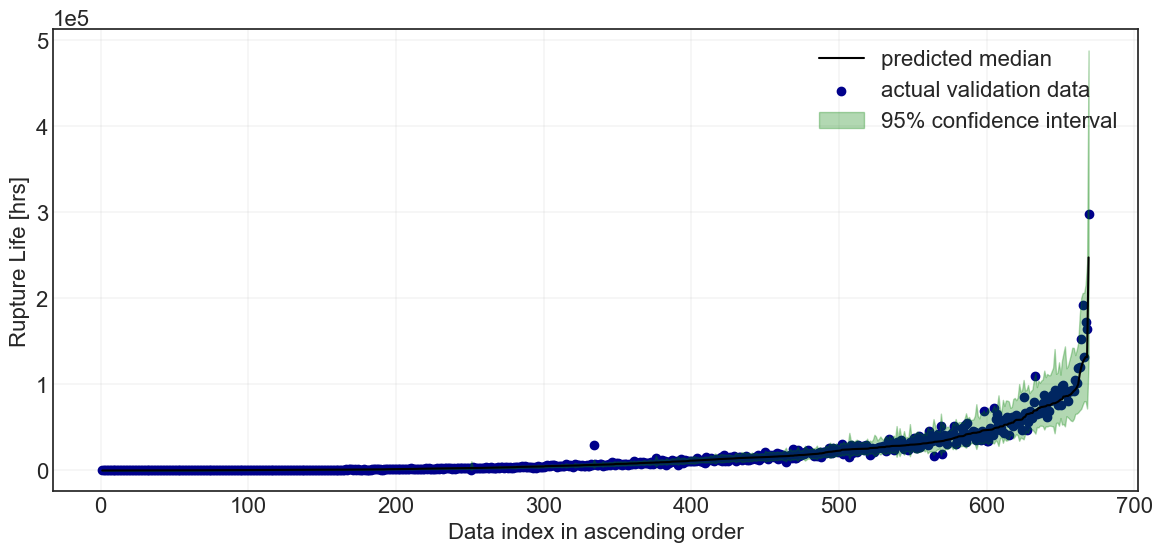 1e5
5
4
3
2
1
0
Rupture Life [hrs]
predicted median
actual validation data
95% confidence interval
0 100 200 300 400 500 600 700
Data index in ascending order